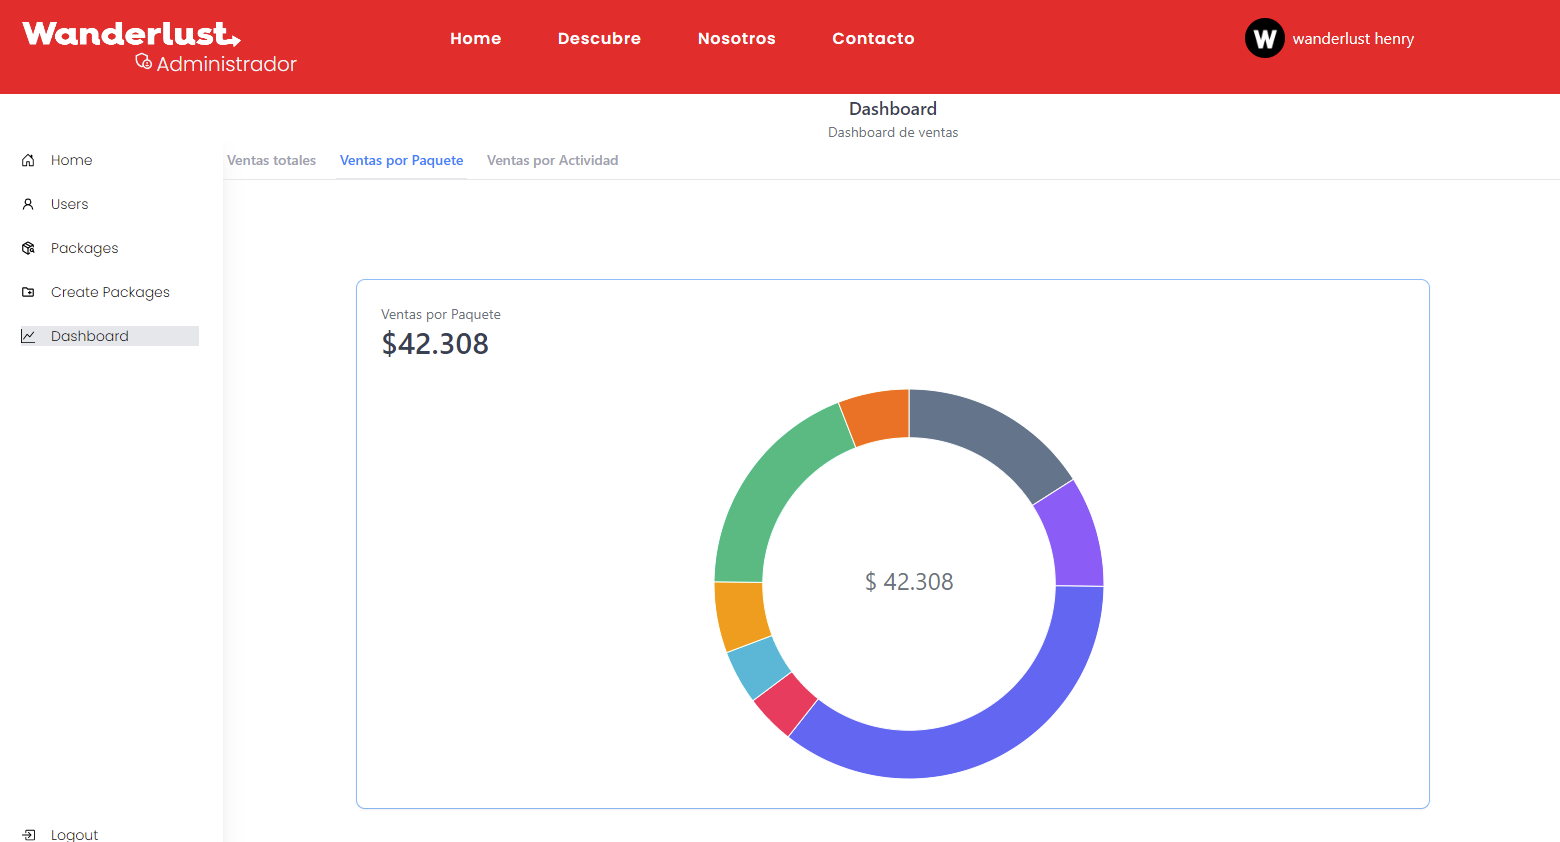 Wanderlust
Administrador
Home Descubre Nosotros Contacto
W wanderlust henry
Dashboard
Dashboard de ventas
Ventas totales Ventas por Paquete Ventas por Actividad
Home
Users
Packages
Create Packages
Dashboard
Logout
Ventas por Paquete
$42.308
$ 42.308